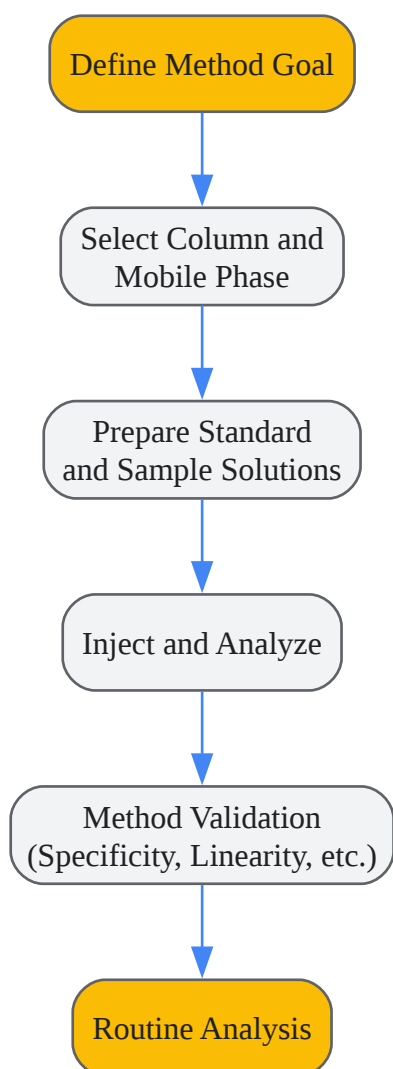 Define Method Goal
Select Column and
Mobile Phase
Prepare Standard
and Sample Solutions
Inject and Analyze
Method Validation
(Specificity, Linearity, etc.)
Routine Analysis